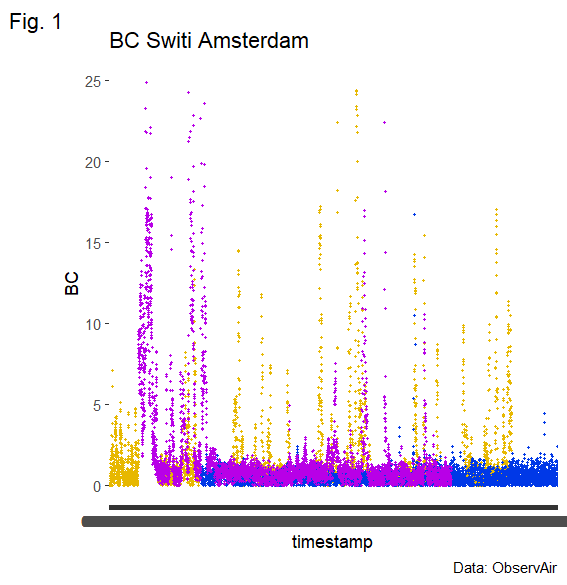 Fig. 1
BC Switi Amsterdam
25
20
15
10
5
0
BC
timestamp
Data: ObservAir